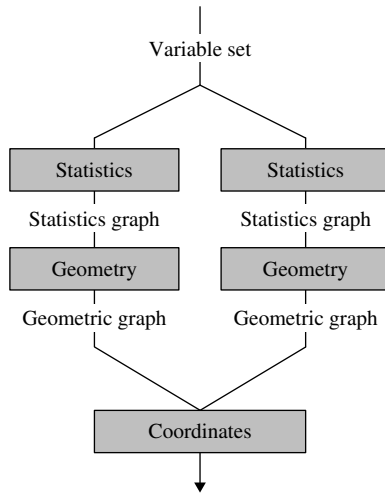 Variable set
Statistics
Statistics
Statistics graph
Statistics graph
Geometry
Geometry
Geometric graph
Geometric graph
Coordinates